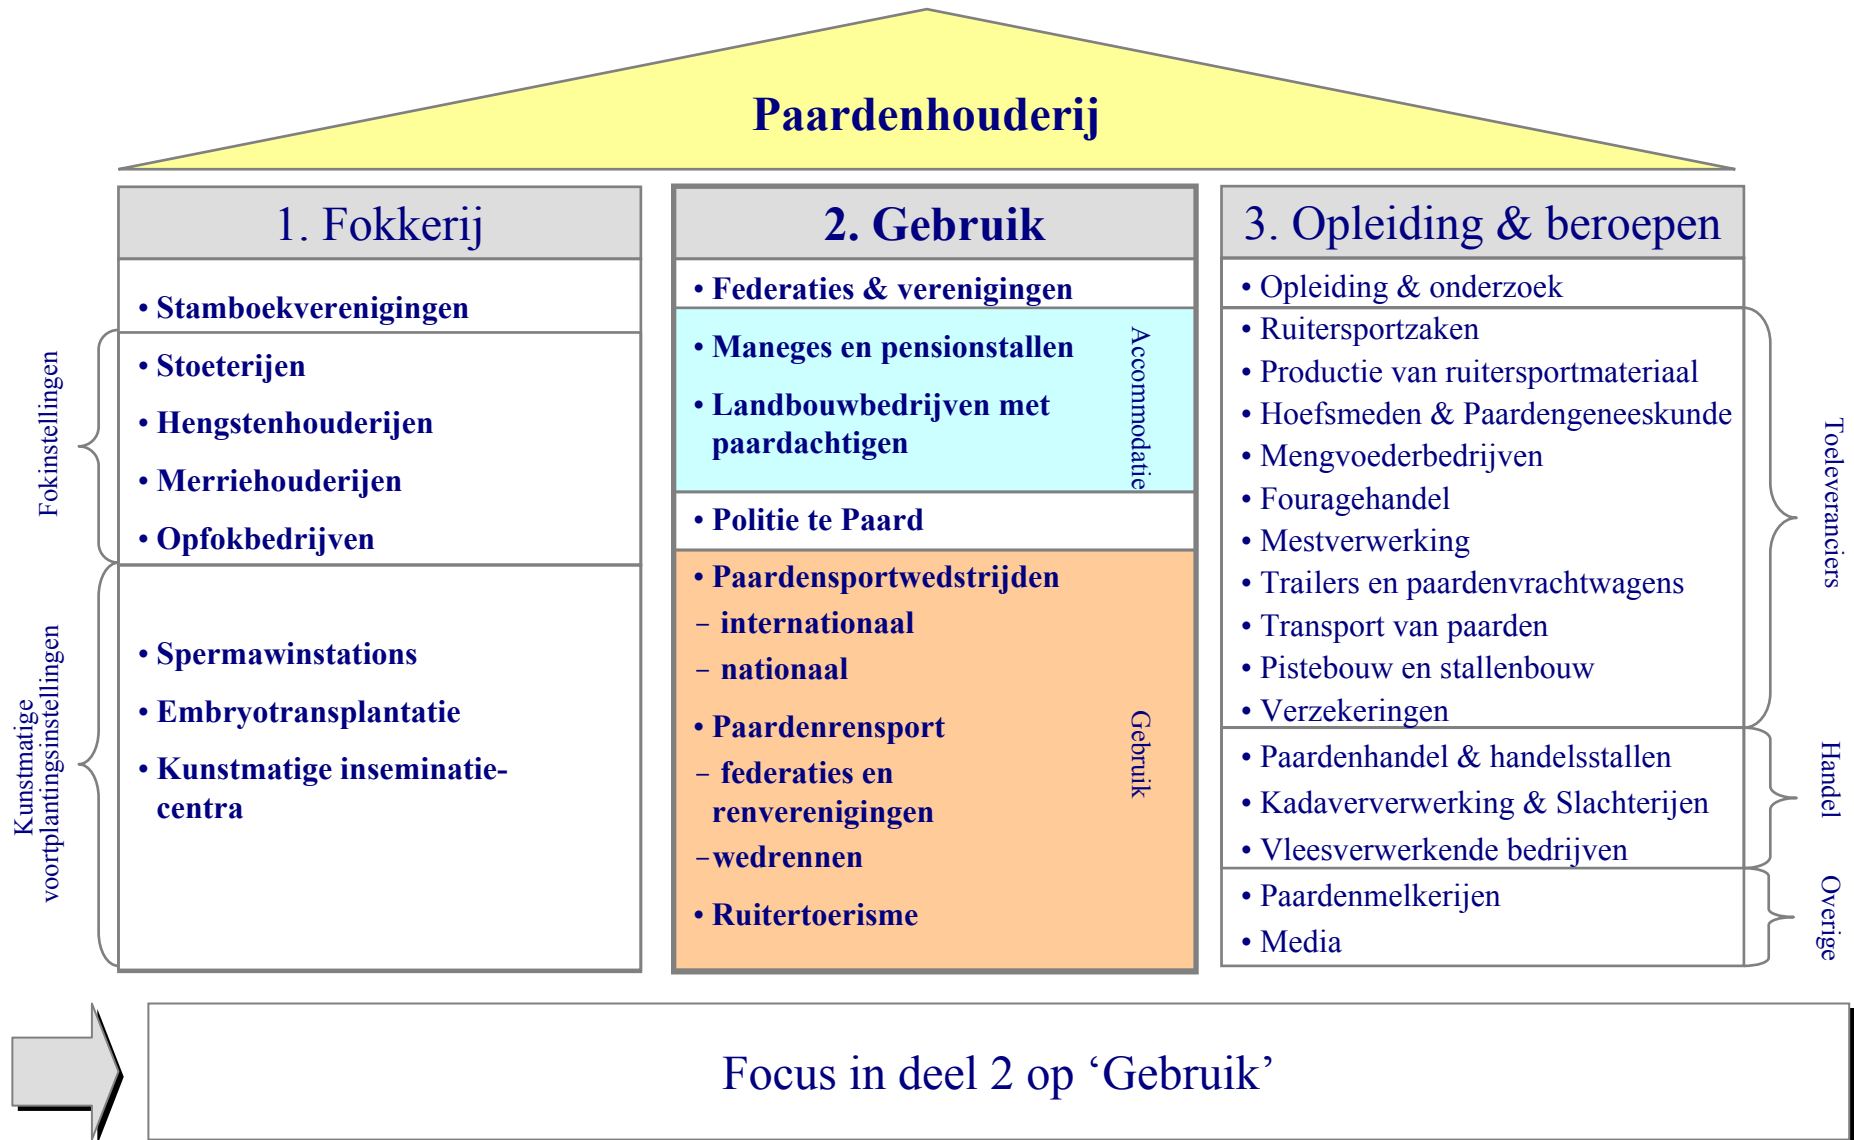 Paardenhouderij
1. Fokkerij
• Stamboekverenigingen
Fokinstellingen
• Stoeterijen
• Hengstenhouderijen
• Merriehouderijen
• Opfokbedrijven
Kunstmatige
voortplantingsinstellingen
• Spermawinstations
• Embryotransplantatie
• Kunstmatige inseminatie-
centra
2. Gebruik
• Federaties & verenigingen
• Maneges en pensionstallen
• Landbouwbedrijven met
paardachtigen
Accommodatie
• Politie te Paard
• Paardensportwedstrijden
– internationaal
– nationaal
• Paardenrensport
– federaties en
renverenigingen
–wedrennen
• Ruitertoerisme
Gebruik
3. Opleiding & beroepen
• Opleiding & onderzoek
• Ruitersportzaken
• Productie van ruitersportmateriaal
• Hoefsmeden & Paardengeneeskunde
• Mengvoederbedrijven
• Fouragehandel
• Mestverwerking
• Trailers en paardenvrachtwagens
• Transport van paarden
• Pistebouw en stallenbouw
• Verzekeringen
Toeleveranciers
• Paardenhandel & handelsstallen
• Kadaververwerking & Slachterijen
• Vleesverwerkende bedrijven
Handel
• Paardenmelkerijen
• Media
Overige
Focus in deel 2 op ‘Gebruik’